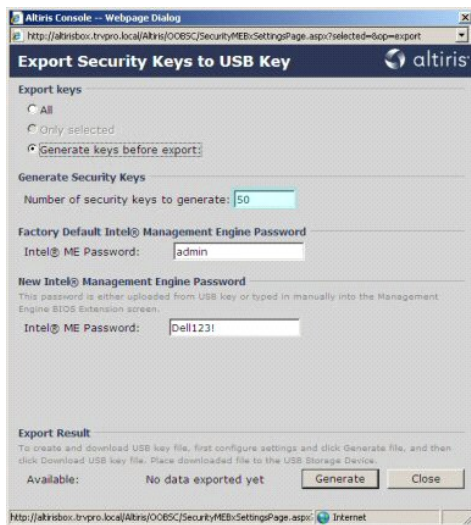 Altiris Console -- Webpage Dialog
http://altirisbox.trvpro.local/Altiris/OOBSC/SecurityMEBxSettingsPage.aspx?selected=&op=export
Export Security Keys to USB Key
altiris
Export keys
All
Only selected
Generate keys before export:
Generate Security Keys
Number of security keys to generate: 50
Factory Default Intel® Management Engine Password
Intel® ME Password: admin
New Intel® Management Engine Password
This password is either uploaded from USB key or typed in manually into the Management
Engine BIOS Extension screen.
Intel® ME Password: Dell123!
Export Result
To create and download USB key file, first configure settings and click Generate file, and then
click Download USB key file. Place downloaded file to the USB Storage Device.
Available: No data exported yet Generate Close
http://altirisbox.trvpro.local/Altiris/OOBSC/SecurityMEBxSettingsPage.aspx? Internet